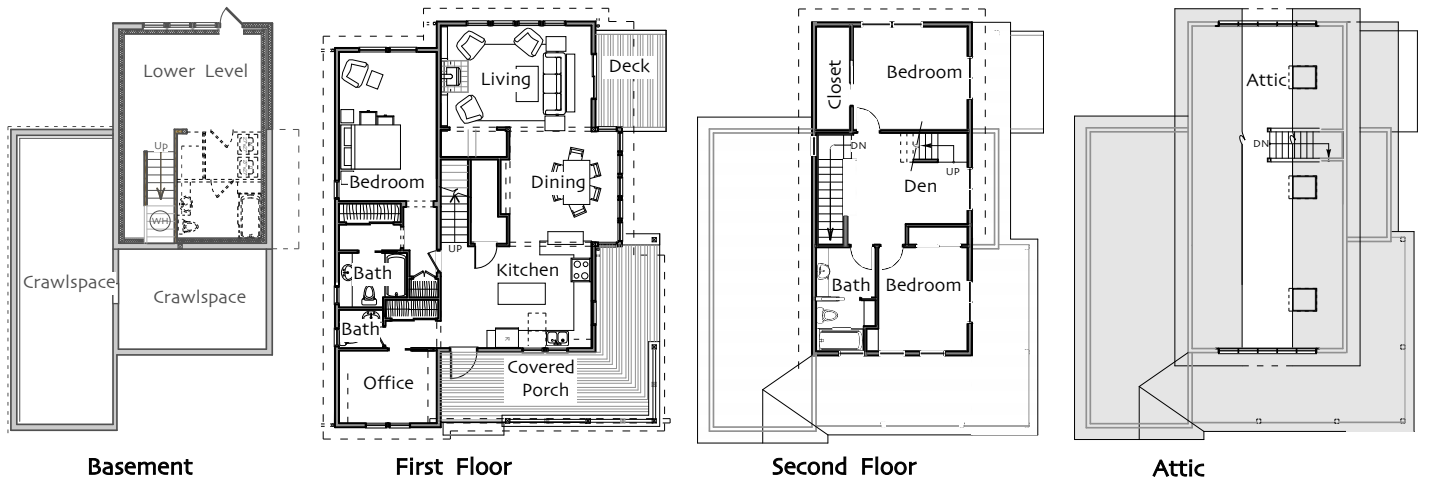 Lower Level
Up
WH
Crawlspace
Crawlspace
Basement
Living
Deck
Bedroom
Dining
UP
Kitchen
Bath
Bath
Office
Covered
Porch
First Floor
Closet
Bedroom
DN
UP
Den
Bath
Bedroom
Second Floor
Attic
DN
Attic